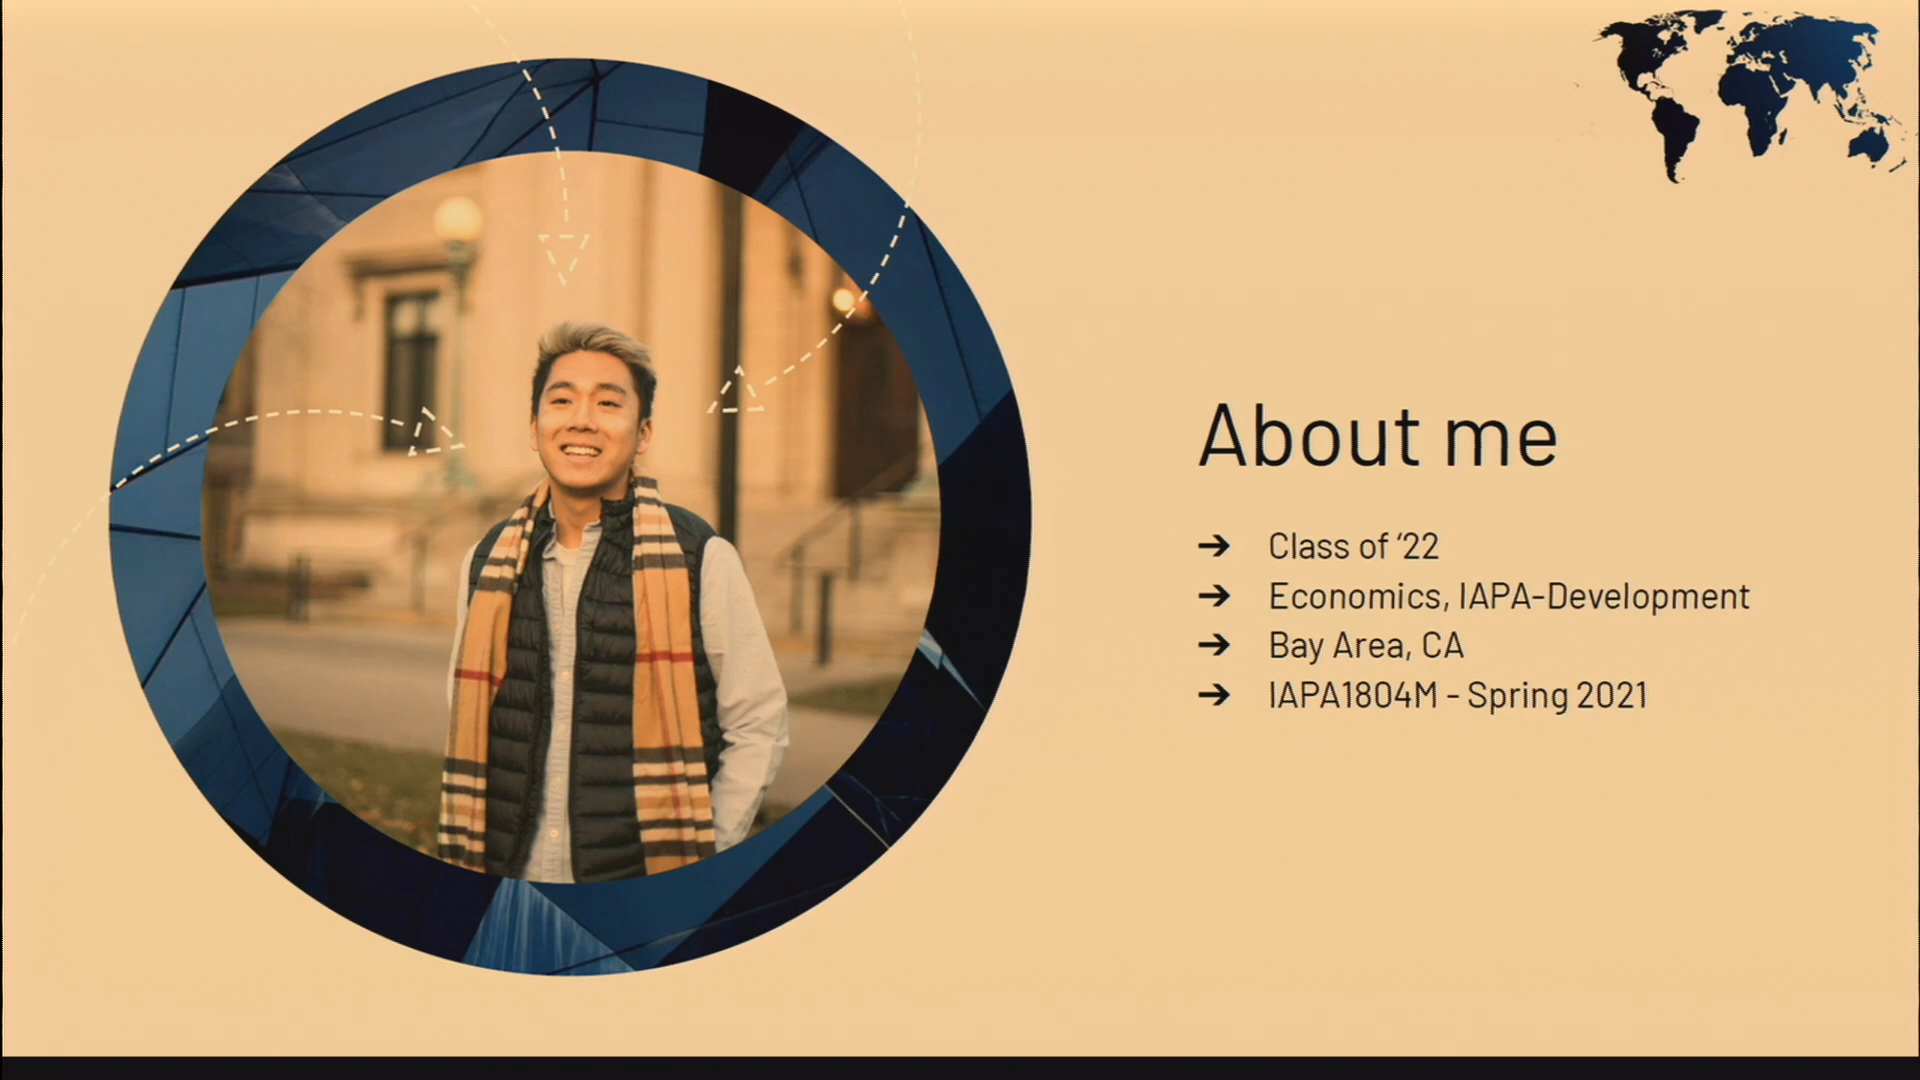 About me
➔ Class of ‘22
➔ Economics, IAPA-Development
➔ Bay Area, CA
➔ IAPA1804M - Spring 2021